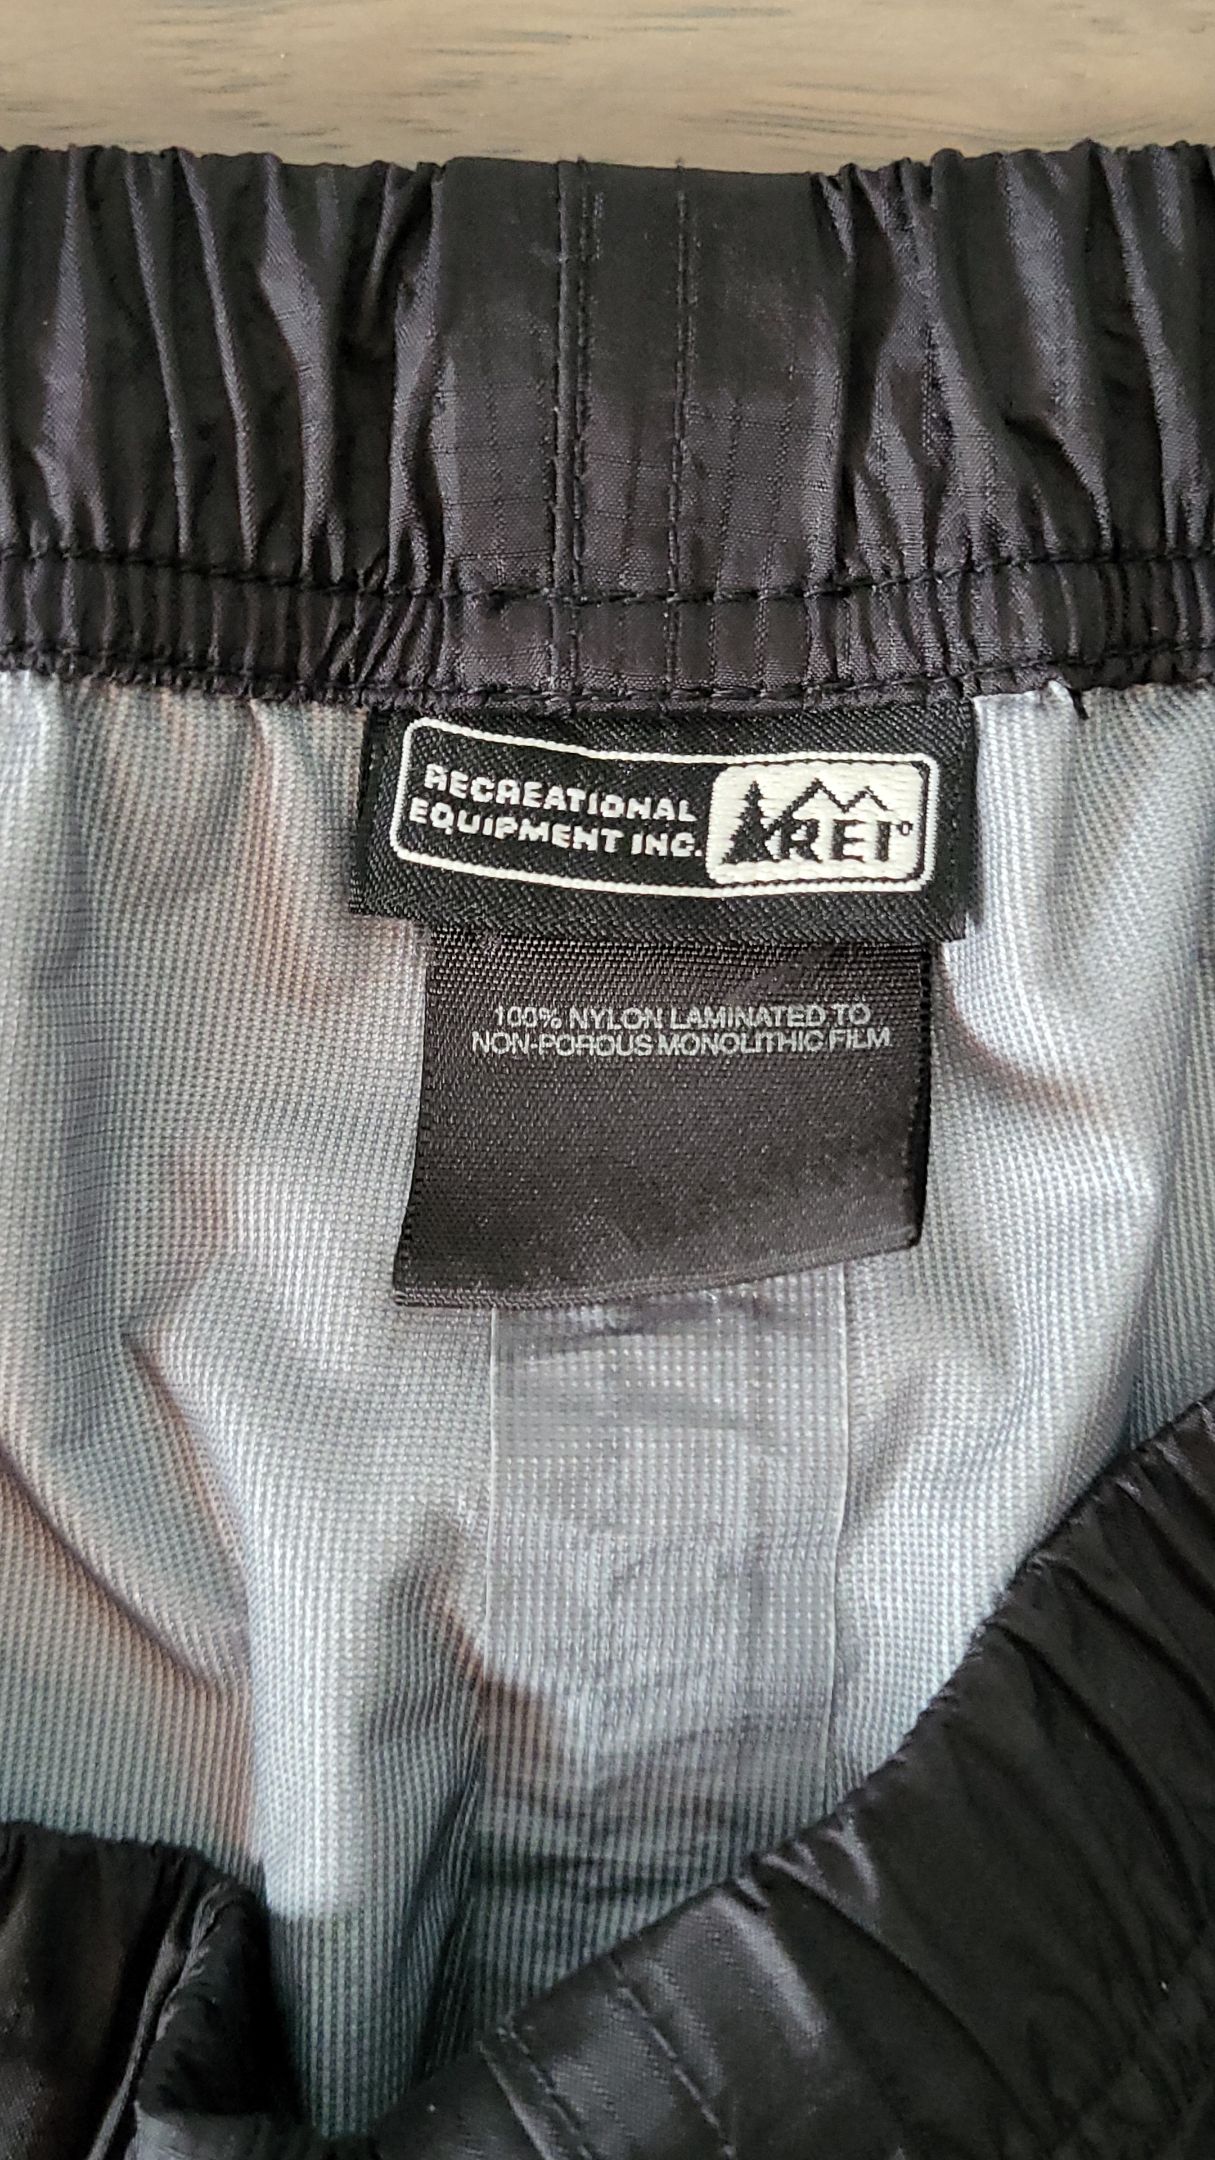 RECREATIONAL
EQUIPMENT INC.
REI®
100% NYLON LAMINATED TO
NON-POROUS MONOLITHIC FILM